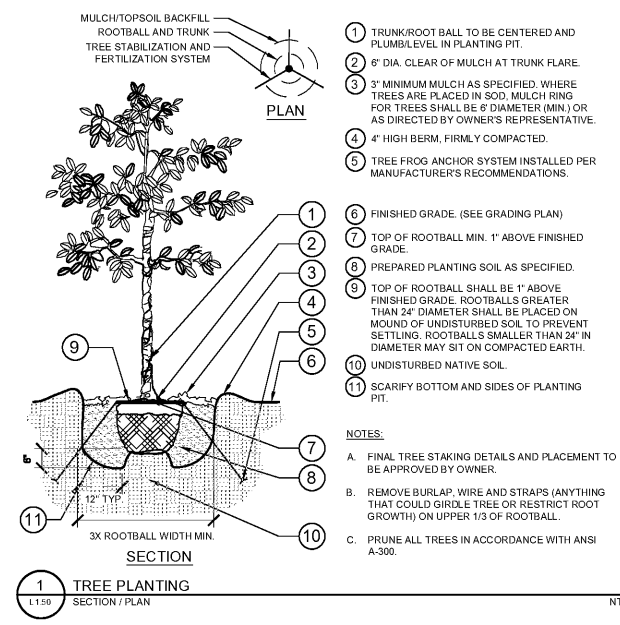 MULCH/TOPSOIL BACKFILL
ROOTBALL AND TRUNK
TREE STABILIZATION AND
FERTILIZATION SYSTEM
PLAN
1 TRUNK/ROOT BALL TO BE CENTERED AND
PLUMB/LEVEL IN PLANTING PIT.
2 6" DIA. CLEAR OF MULCH AT TRUNK FLARE.
3 3" MINIMUM MULCH AS SPECIFIED. WHERE
TREES ARE PLACED IN SOD, MULCH RING
FOR TREES SHALL BE 6' DIAMETER (MIN.) OR
AS DIRECTED BY OWNER'S REPRESENTATIVE.
4 4" HIGH BERM, FIRMLY COMPACTED.
5 TREE FROG ANCHOR SYSTEM INSTALLED PER
MANUFACTURER'S RECOMMENDATIONS.
6 FINISHED GRADE. (SEE GRADING PLAN)
7 TOP OF ROOTBALL MIN. 1" ABOVE FINISHED
GRADE.
8 PREPARED PLANTING SOIL AS SPECIFIED.
9 TOP OF ROOTBALL SHALL BE 1" ABOVE
FINISHED GRADE. ROOTBALLS GREATER
THAN 24" DIAMETER SHALL BE PLACED ON
MOUND OF UNDISTURBED SOIL TO PREVENT
SETTLING. ROOTBALLS SMALLER THAN 24" IN
DIAMETER MAY SIT ON COMPACTED EARTH.
10 UNDISTURBED NATIVE SOIL.
11 SCARIFY BOTTOM AND SIDES OF PLANTING
PIT.
NOTES:
A. FINAL TREE STAKING DETAILS AND PLACEMENT TO
BE APPROVED BY OWNER.
B. REMOVE BURLAP, WIRE AND STRAPS (ANYTHING
THAT COULD GIRDLE TREE OR RESTRICT ROOT
GROWTH) ON UPPER 1/3 OF ROOTBALL.
C. PRUNE ALL TREES IN ACCORDANCE WITH ANSI
A-300.
1
2
3
4
5
6
9
7
8
10
11
6"
12" TYP.
3X ROOTBALL WIDTH MIN.
SECTION
1 TREE PLANTING
L1.50 SECTION / PLAN
NT